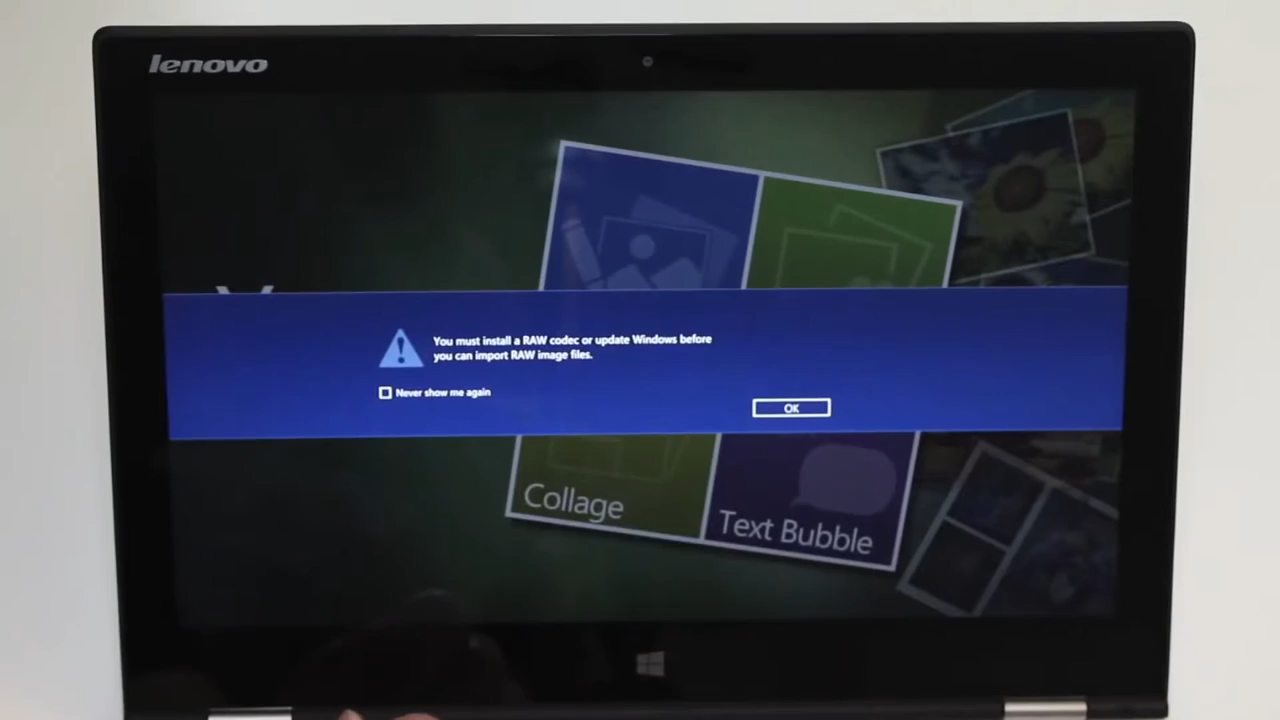 lenovo
You must install a RAW codec or update Windows before
you can import RAW image files.
Never show me again
OK
Collage
Text Bubble